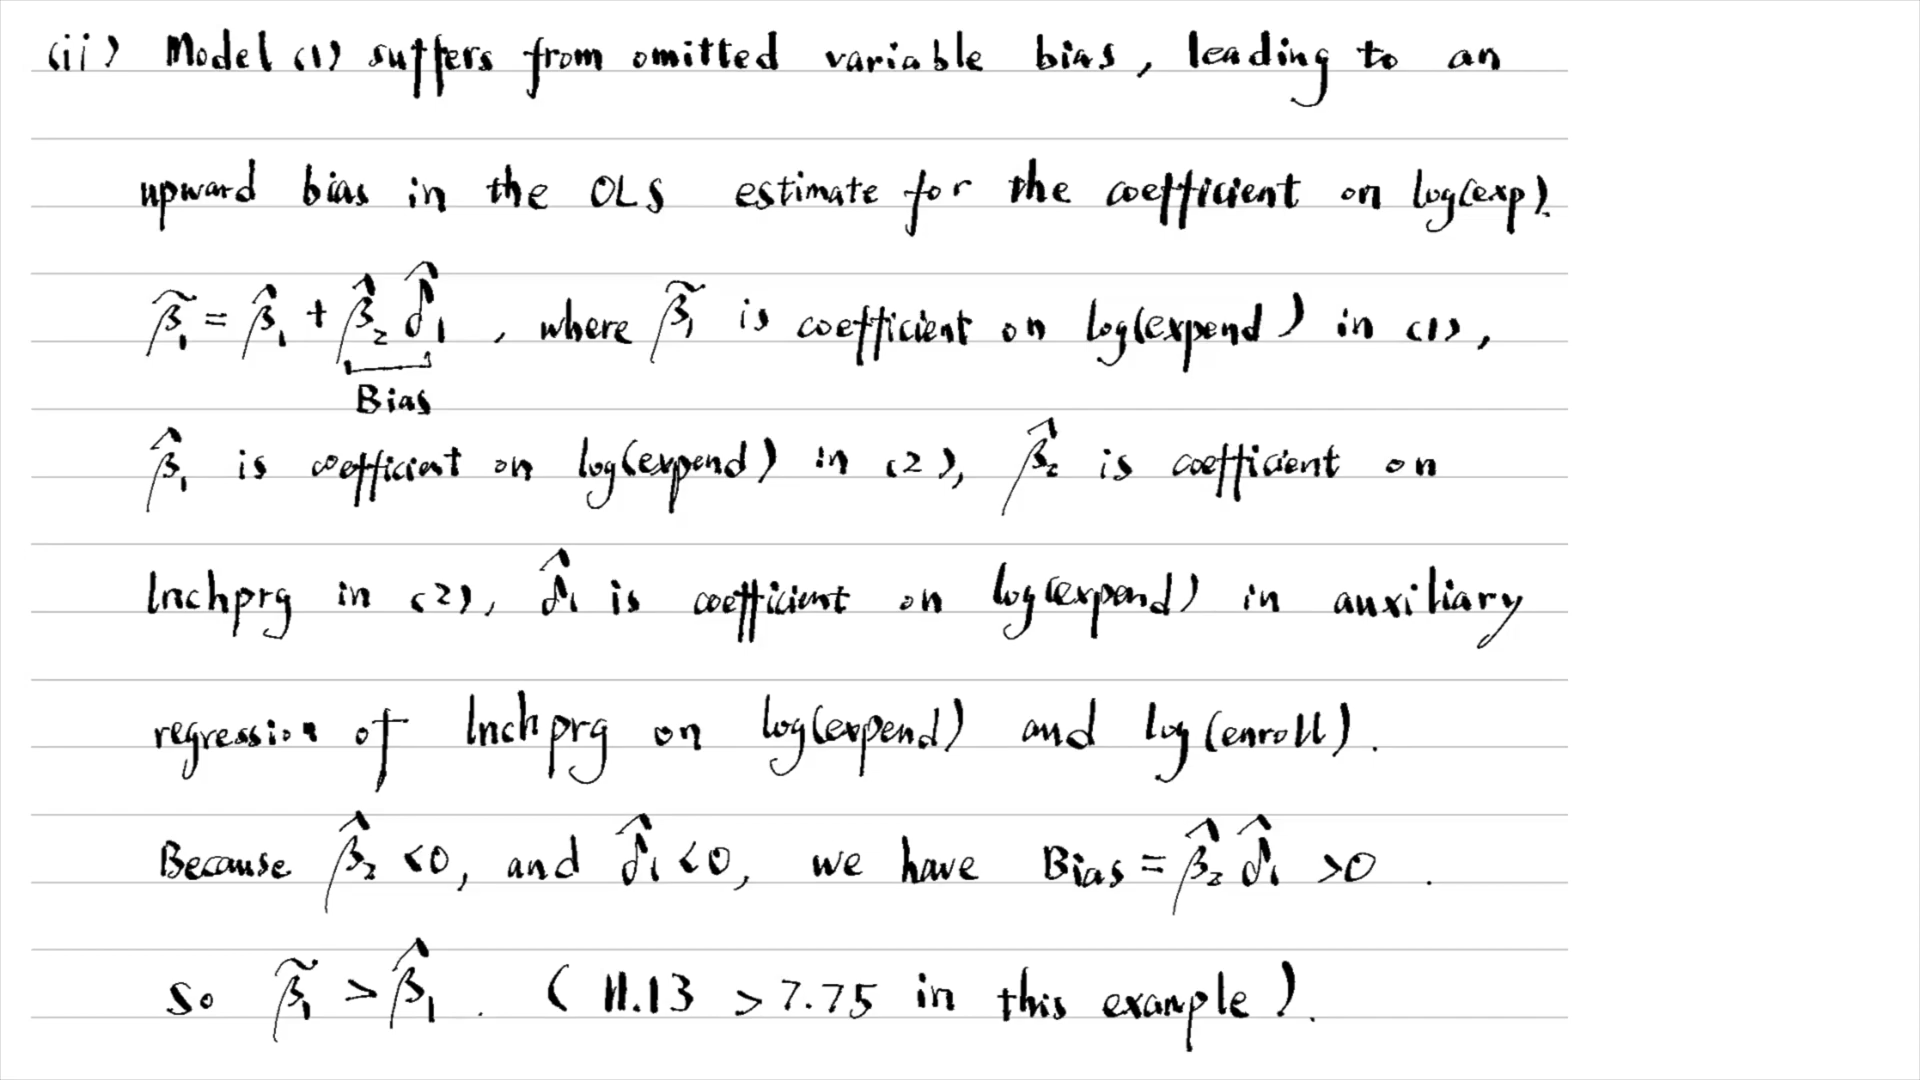 (ii) Model (1) suffers from omitted variable bias, leading to an
upward bias in the OLS estimate for the coefficient on log(exp).
β̃₁ = β̂₁ + β̂₂ δ̂₁ , where β̃₁ is coefficient on log(expend) in (1),
Bias
β̂₁ is coefficient on log(expend) in (2), β̂₂ is coefficient on
lnchprg in (2), δ̂₁ is coefficient on log(expend) in auxiliary
regression of lnchprg on log(expend) and log(enroll).
Because β̂₂ <0, and δ̂₁ <0, we have Bias = β̂₂ δ̂₁ >0 .
So β̃₁ > β̂₁ . ( 11.13 > 7.75 in this example ).